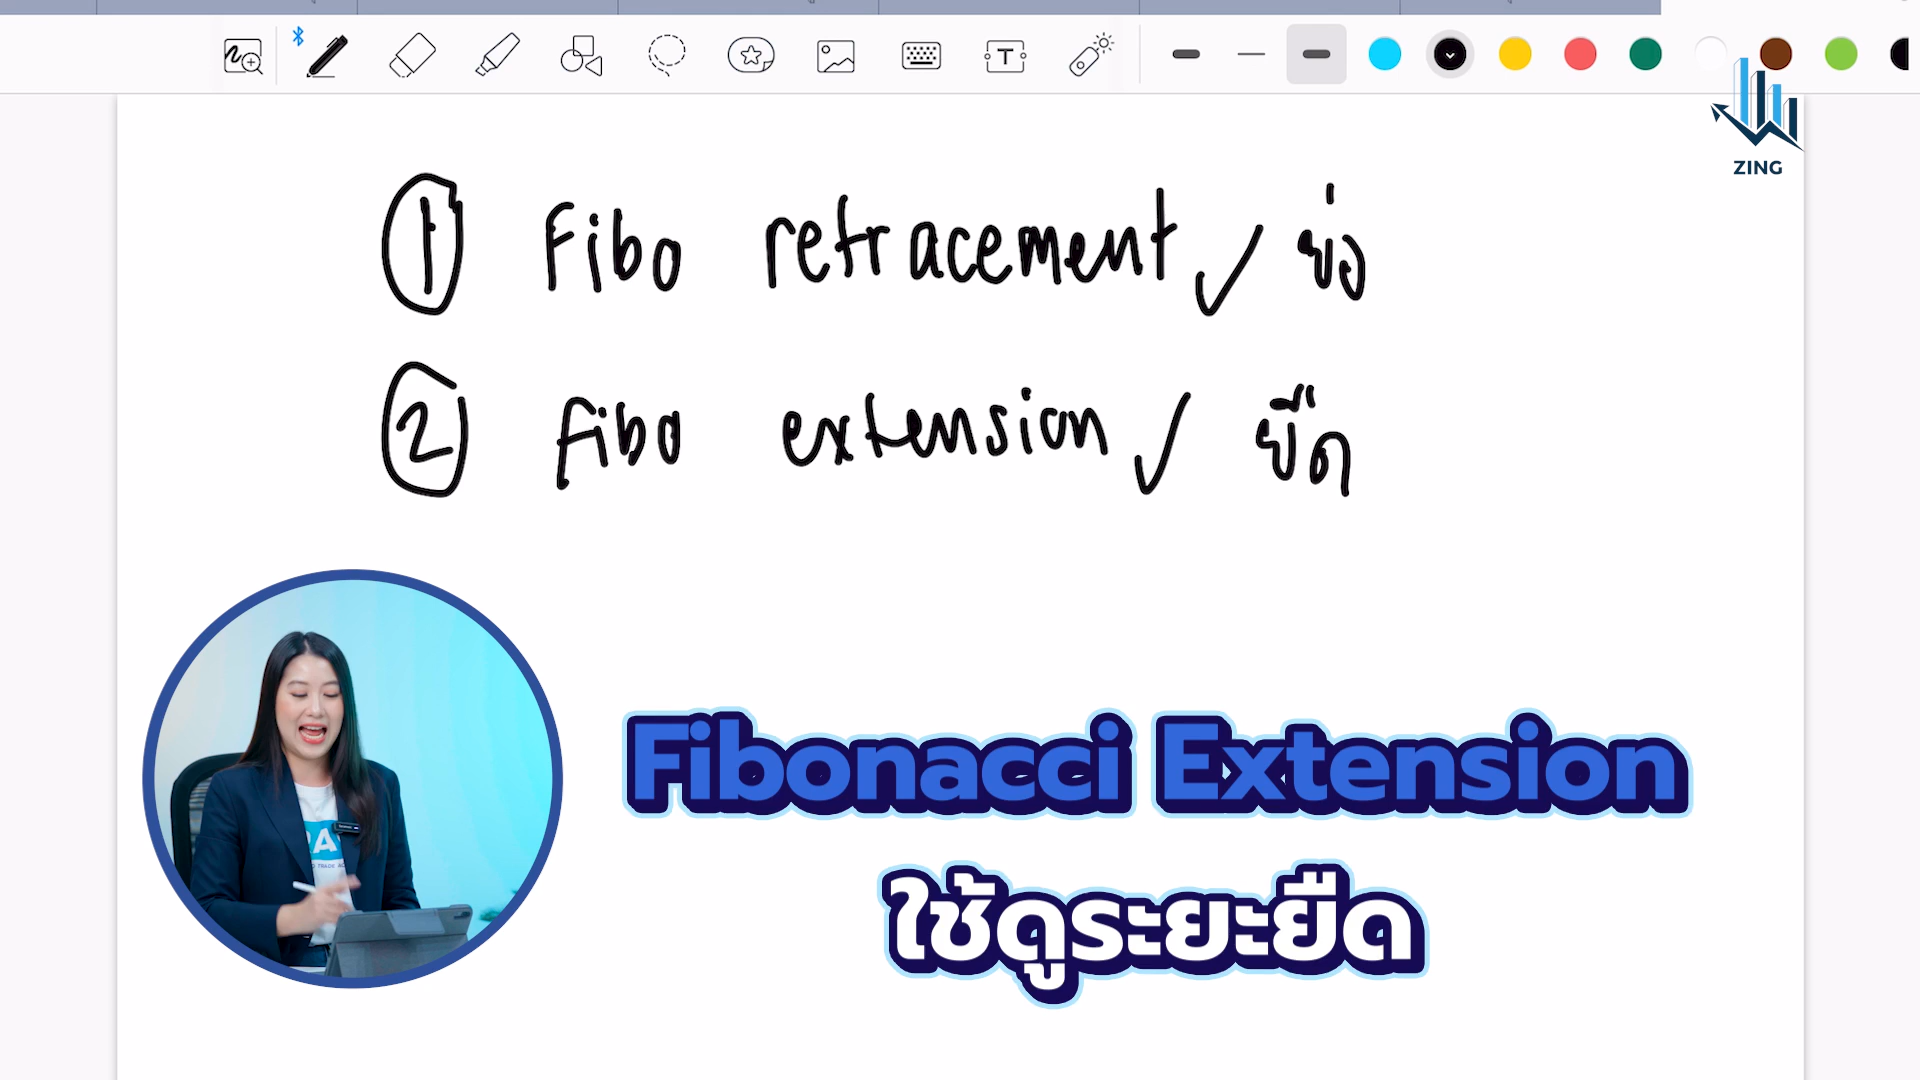 T
ZING
1 Fibo retracement ✓ ย่อ
2 fibo extension ✓ ยืด
Fibonacci Extension
ใช้ดูระยะยืด